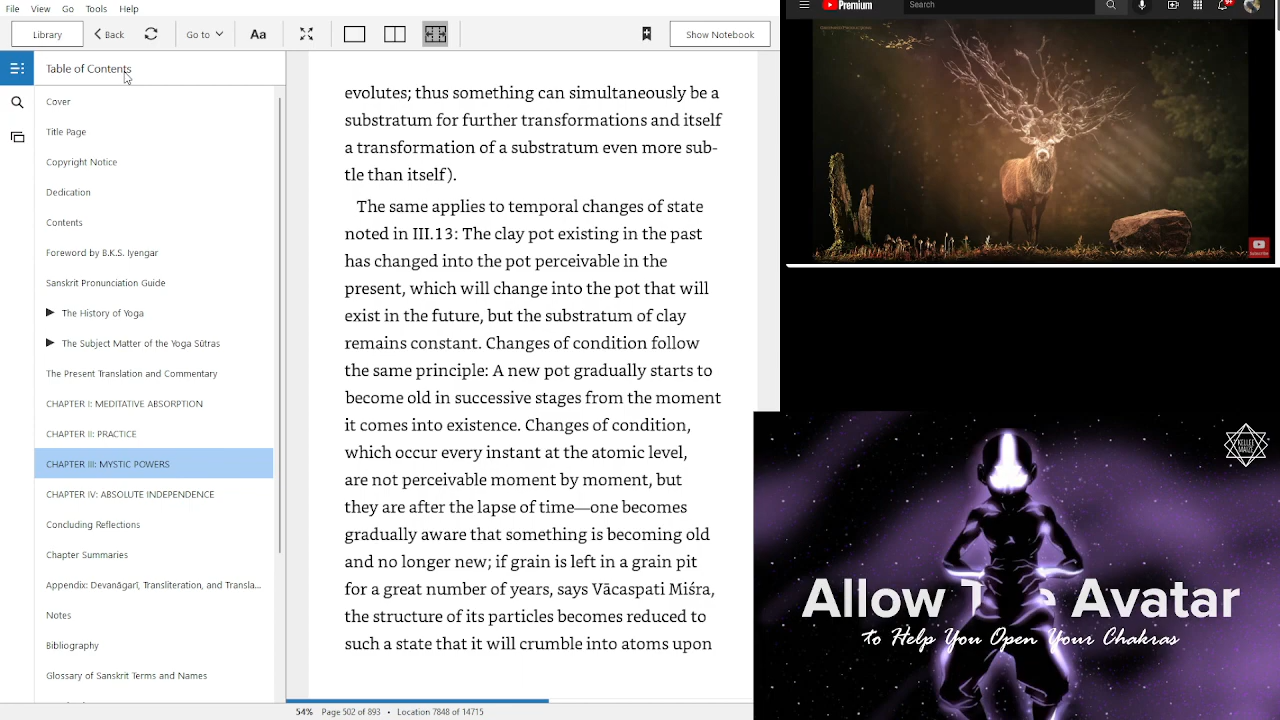 File View Go Tools Help
Library
Back
Go to
Aa
Show Notebook
Table of Contents
Cover
Title Page
Copyright Notice
Dedication
Contents
Foreword by B.K.S. Iyengar
Sanskrit Pronunciation Guide
The History of Yoga
The Subject Matter of the Yoga Sūtras
The Present Translation and Commentary
CHAPTER I: MEDITATIVE ABSORPTION
CHAPTER II: PRACTICE
CHAPTER III: MYSTIC POWERS
CHAPTER IV: ABSOLUTE INDEPENDENCE
Concluding Reflections
Chapter Summaries
Appendix: Devanāgarī, Transliteration, and Transla...
Notes
Bibliography
Glossary of Sanskrit Terms and Names
evolutes; thus something can simultaneously be a
substratum for further transformations and itself
a transformation of a substratum even more sub-
tle than itself).
The same applies to temporal changes of state
noted in III.13: The clay pot existing in the past
has changed into the pot perceivable in the
present, which will change into the pot that will
exist in the future, but the substratum of clay
remains constant. Changes of condition follow
the same principle: A new pot gradually starts to
become old in successive stages from the moment
it comes into existence. Changes of condition,
which occur every instant at the atomic level,
are not perceivable moment by moment, but
they are after the lapse of time—one becomes
gradually aware that something is becoming old
and no longer new; if grain is left in a grain pit
for a great number of years, says Vācaspati Miśra,
the structure of its particles becomes reduced to
such a state that it will crumble into atoms upon
54% Page 502 of 893 • Location 7848 of 14715
Premium
Search
9+
Subscribe
Allow T e Avatar
to Help You Open Your Chakras